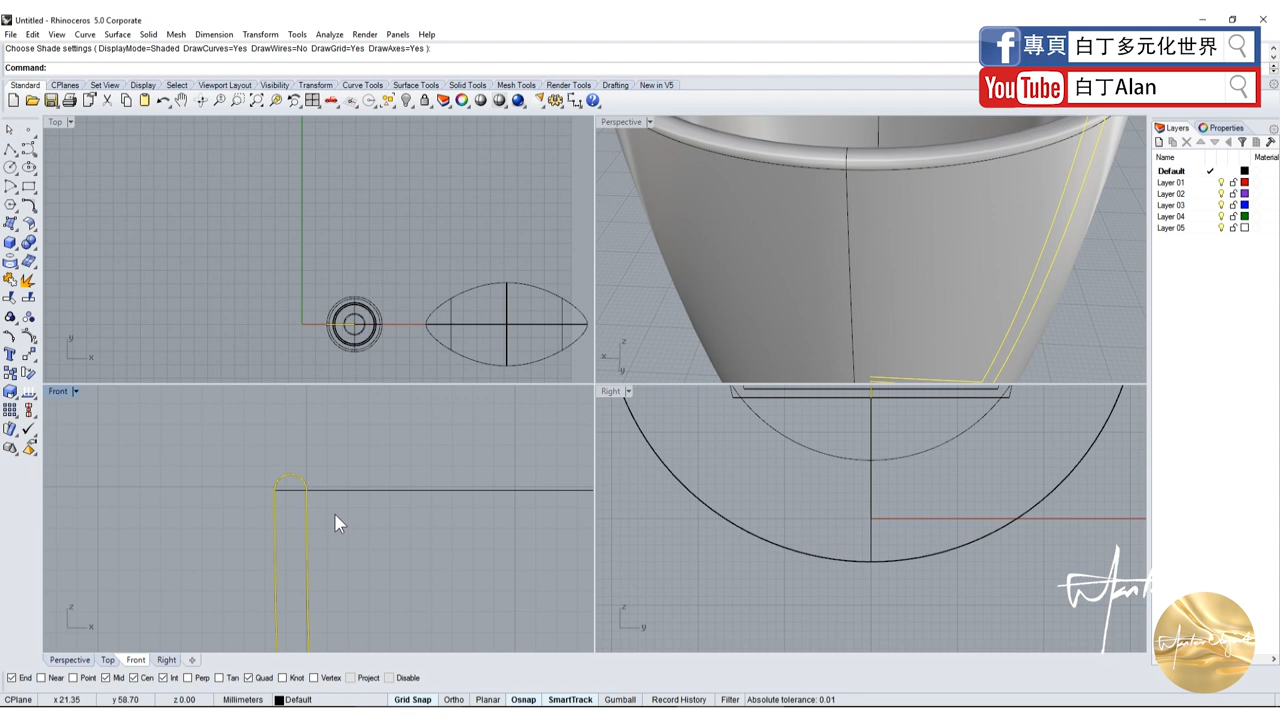 Untitled - Rhinoceros 5.0 Corporate
File Edit View Curve Surface Solid Mesh Dimension Transform Tools Analyze Render Panels Help
Choose Shade settings ( DisplayMode=Shaded DrawCurves=Yes DrawWires=No DrawGrid=Yes DrawAxes=Yes ):
Command:
f 專頁 白丁多元化世界
YouTube 白丁Alan
Standard CPlanes Set View Display Select Viewport Layout Visibility Transform Curve Tools Surface Tools Solid Tools Mesh Tools Render Tools Drafting New in V5
Top
Perspective
Layers Properties
Name Material
Default
Layer 01
Layer 02
Layer 03
Layer 04
Layer 05
y
x
z
x
y
Front
Right
z
x
z
y
Perspective Top Front Right
End Near Point Mid Cen Int Perp Tan Quad Knot Vertex Project Disable
CPlane x 21.35 y 58.70 z 0.00 Millimeters Default Grid Snap Ortho Planar Osnap SmartTrack Gumball Record History Filter Absolute tolerance: 0.01